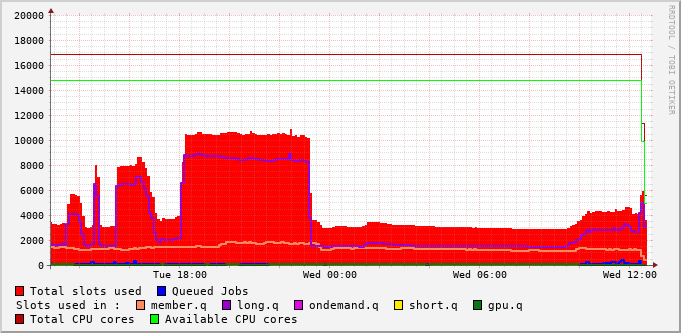 RRDTOOL / TOBI OETIKER
20000
18000
16000
14000
12000
10000
8000
6000
4000
2000
0
Tue 18:00 Wed 00:00 Wed 06:00 Wed 12:00
Total slots used Queued Jobs
Slots used in : member.q long.q ondemand.q short.q gpu.q
Total CPU cores Available CPU cores